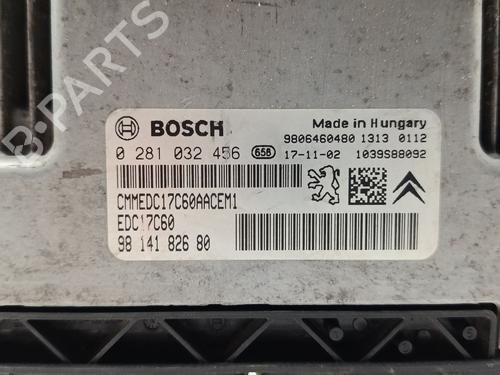 B-PARTS
BOSCH
Made in Hungary
9806460480 1313 0112
0 281 032 456 658 17-11-02 1039S88092
CMMEDC17C60AACEM1
EDC17C60
98 141 826 80